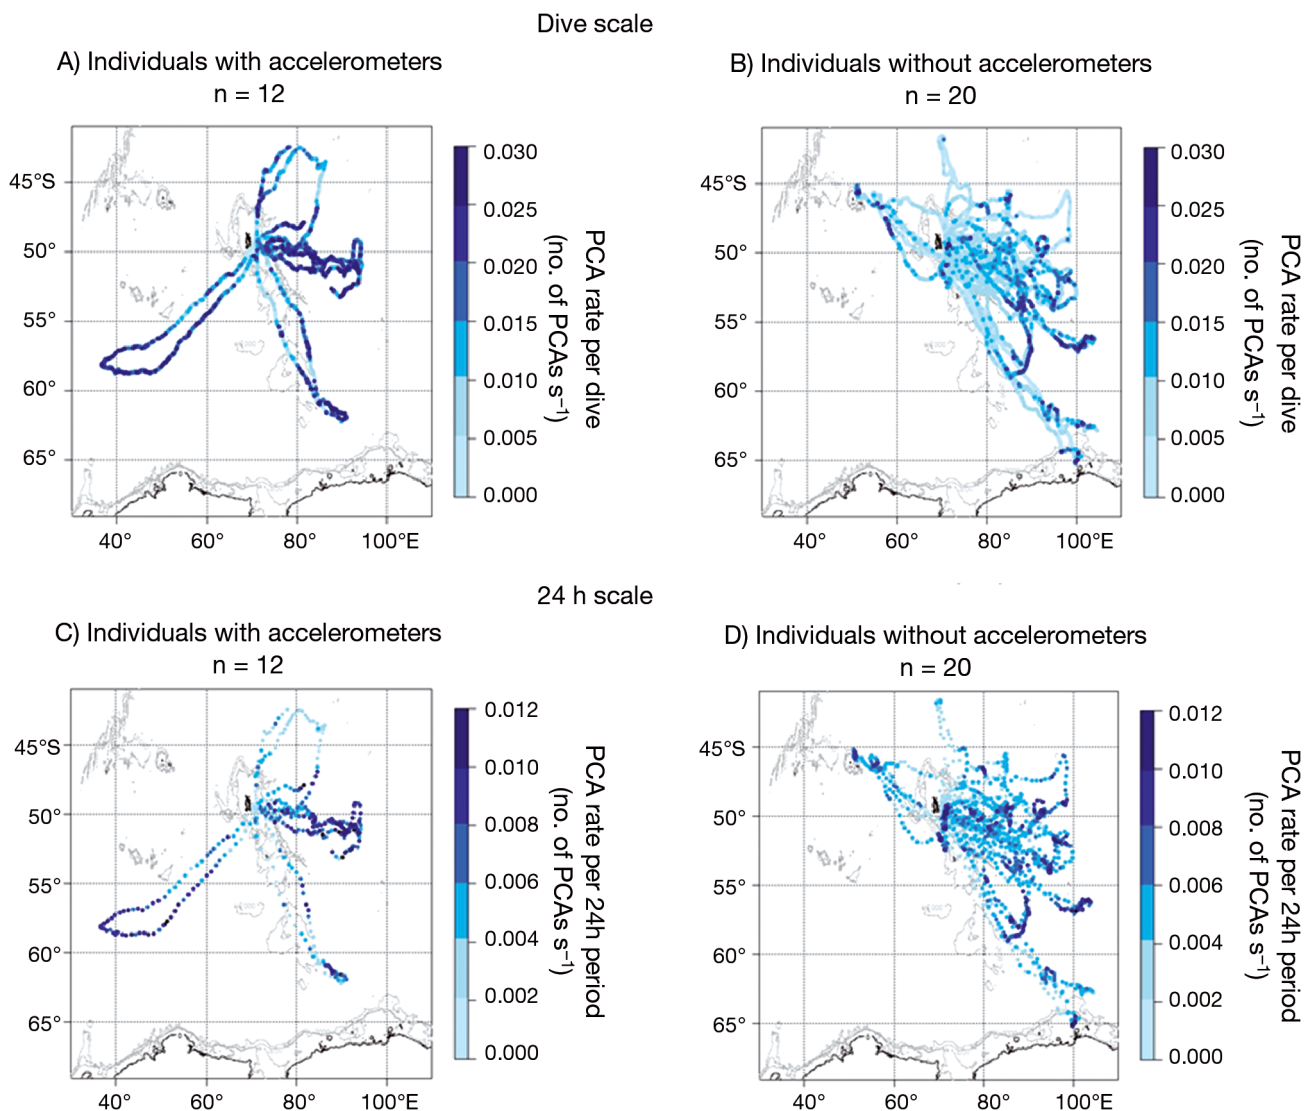 Dive scale
A) Individuals with accelerometers
n = 12
B) Individuals without accelerometers
n = 20
45°S
50°
55°
60°
65°
40°
60°
80°
100°E
0.030
0.025
0.020
0.015
0.010
0.005
0.000
PCA rate per dive
(no. of PCAs s⁻¹)
45°S
50°
55°
60°
65°
40°
60°
80°
100°E
0.030
0.025
0.020
0.015
0.010
0.005
0.000
PCA rate per dive
(no. of PCAs s⁻¹)
24 h scale
C) Individuals with accelerometers
n = 12
D) Individuals without accelerometers
n = 20
45°S
50°
55°
60°
65°
40°
60°
80°
100°E
0.012
0.010
0.008
0.006
0.004
0.002
0.000
PCA rate per 24h period
(no. of PCAs s⁻¹)
45°S
50°
55°
60°
65°
40°
60°
80°
100°E
0.012
0.010
0.008
0.006
0.004
0.002
0.000
PCA rate per 24h period
(no. of PCAs s⁻¹)